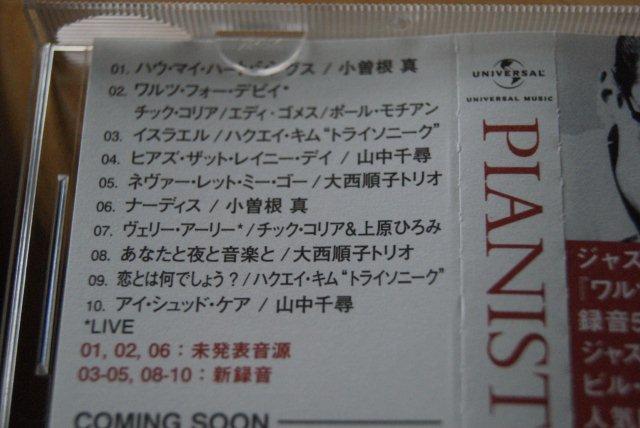 01. ハウ・マイ・ハート・シングス / 小曽根 真
02. ワルツ・フォー・デビイ*
チック・コリア/エディ・ゴメス/ポール・モチアン
03. イスラエル/ハクエイ・キム“トライソニーク”
04. ヒアズ・ザット・レイニー・デイ / 山中千尋
05. ネヴァー・レット・ミー・ゴー/大西順子トリオ
06. ナーディス / 小曽根 真
07. ヴェリー・アーリー*/チック・コリア&上原ひろみ
08. あなたと夜と音楽と/大西順子トリオ
09. 恋とは何でしょう?/ハクエイ・キム“トライソニーク”
10. アイ・シュッド・ケア / 山中千尋
*LIVE
01, 02, 06:未発表音源
03-05, 08-10:新録音
COMING SOON
UNIVERSAL
UNIVERSAL MUSIC
PIANIST
ジャズ
『ワル
録音5
ジャズ
ビル・
人気